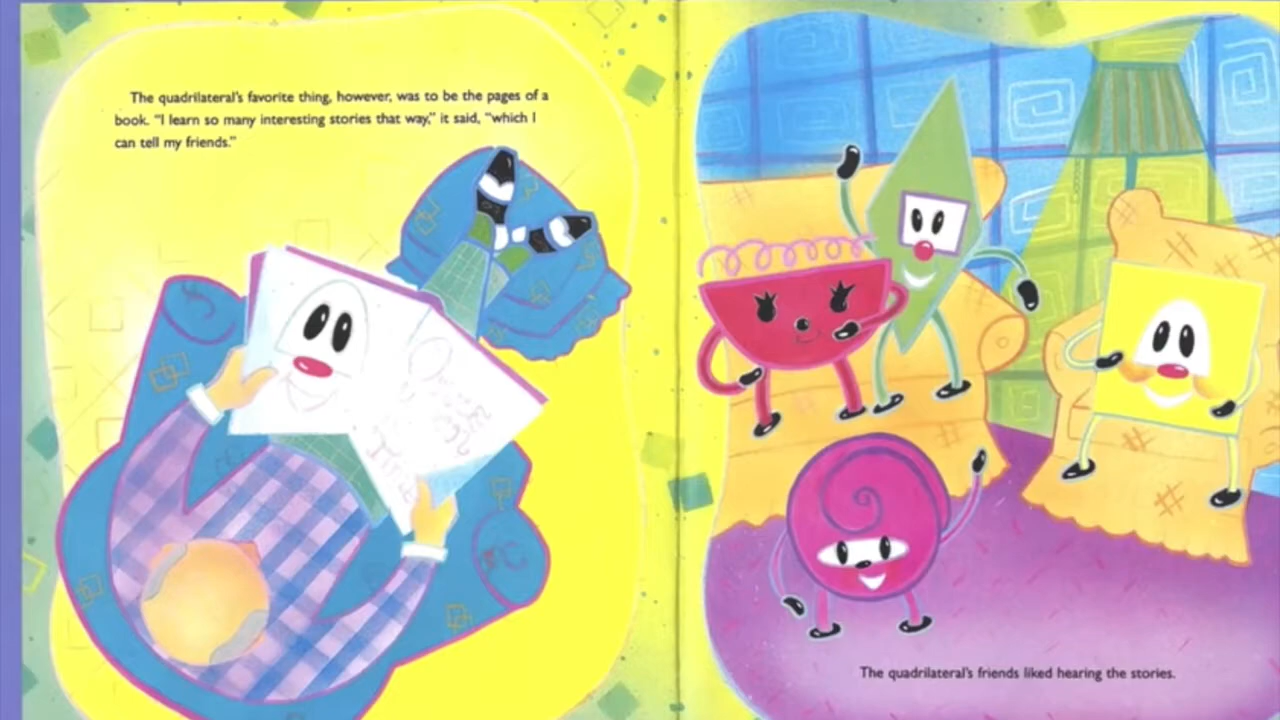 The quadrilateral's favorite thing, however, was to be the pages of a
book. "I learn so many interesting stories that way," it said, "which I
can tell my friends."
The quadrilateral's friends liked hearing the stories.